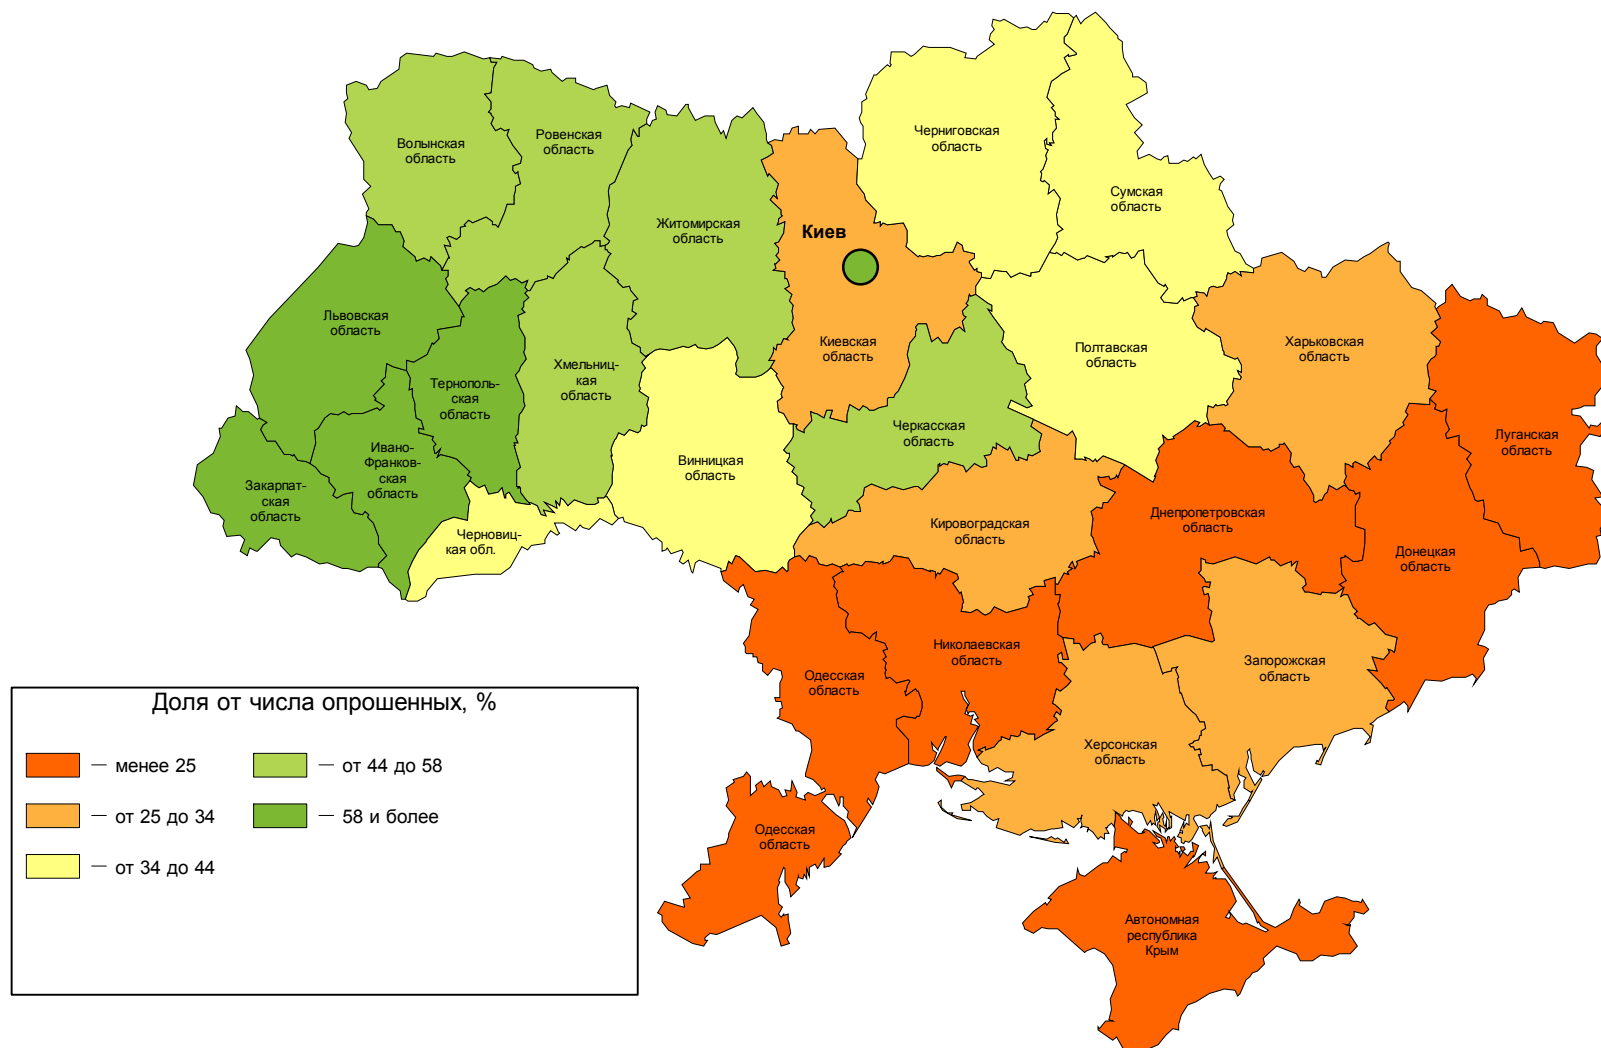 Волынская
область
Ровенская
область
Житомирская
область
Киев
Черниговская
область
Сумская
область
Львовская
область
Тернополь-
ская
область
Хмельниц-
кая
область
Киевская
область
Полтавская
область
Харьковская
область
Луганская
область
Закарпат-
ская
область
Ивано-
Франков-
ская
область
Черновиц-
кая обл.
Винницкая
область
Черкасская
область
Кировоградская
область
Днепропетровская
область
Донецкая
область
Одесская
область
Николаевская
область
Запорожская
область
Херсонская
область
Одесская
область
Автономная
республика
Крым
Доля от числа опрошенных, %
— менее 25
— от 25 до 34
— от 34 до 44
— от 44 до 58
— 58 и более